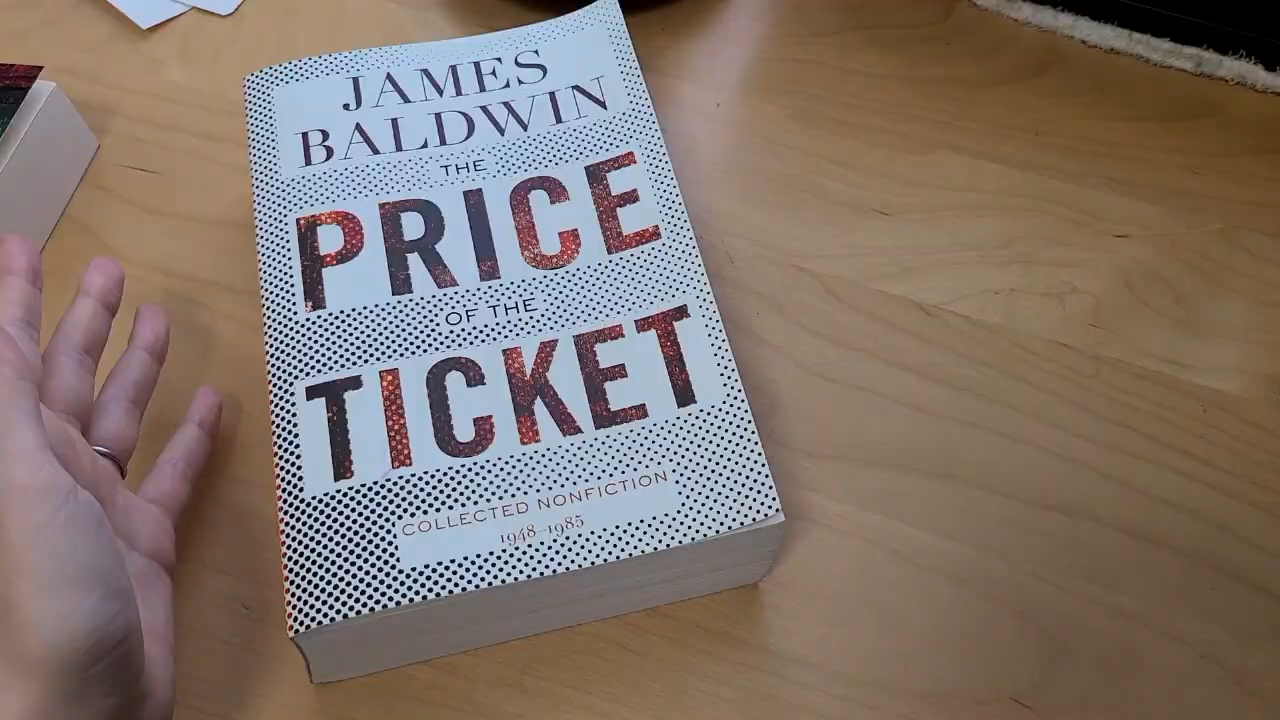 JAMES
BALDWIN
THE
PRICE
OF THE
TICKET
COLLECTED NONFICTION
1948–1985